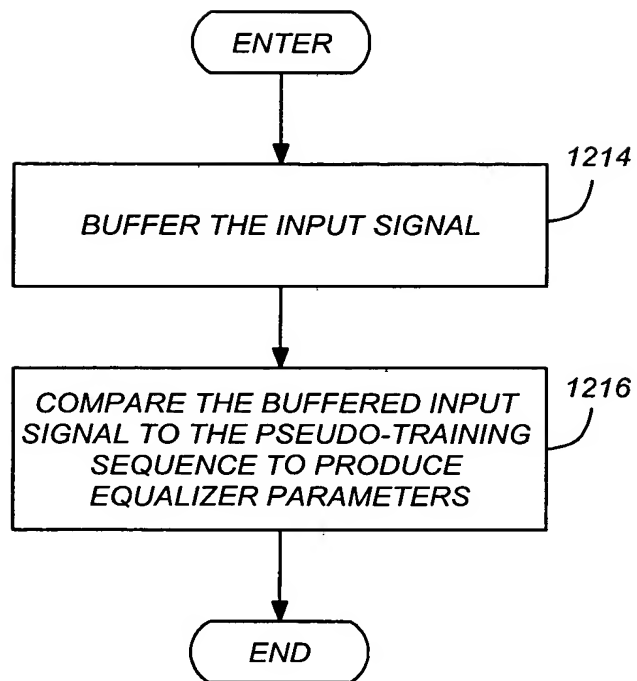 ENTER
1214
BUFFER THE INPUT SIGNAL
1216
COMPARE THE BUFFERED INPUT
SIGNAL TO THE PSEUDO-TRAINING
SEQUENCE TO PRODUCE
EQUALIZER PARAMETERS
END